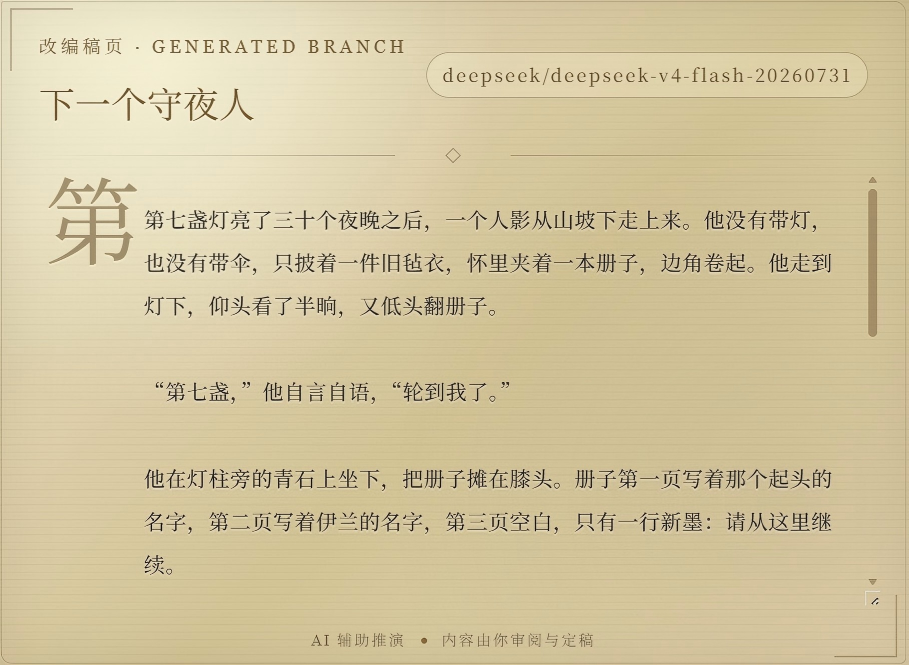 改编稿页 · GENERATED BRANCH
deepseek/deepseek-v4-flash-20260731
下一个守夜人
第
第七盏灯亮了三十个夜晚之后，一个人影从山坡下走上来。他没有带灯，
也没有带伞，只披着一件旧毡衣，怀里夹着一本册子，边角卷起。他走到
灯下，仰头看了半晌，又低头翻册子。
“第七盏，”他自言自语，“轮到我了。”
他在灯柱旁的青石上坐下，把册子摊在膝头。册子第一页写着那个起头的
名字，第二页写着伊兰的名字，第三页空白，只有一行新墨：请从这里继
续。
AI 辅助推演 ● 内容由你审阅与定稿